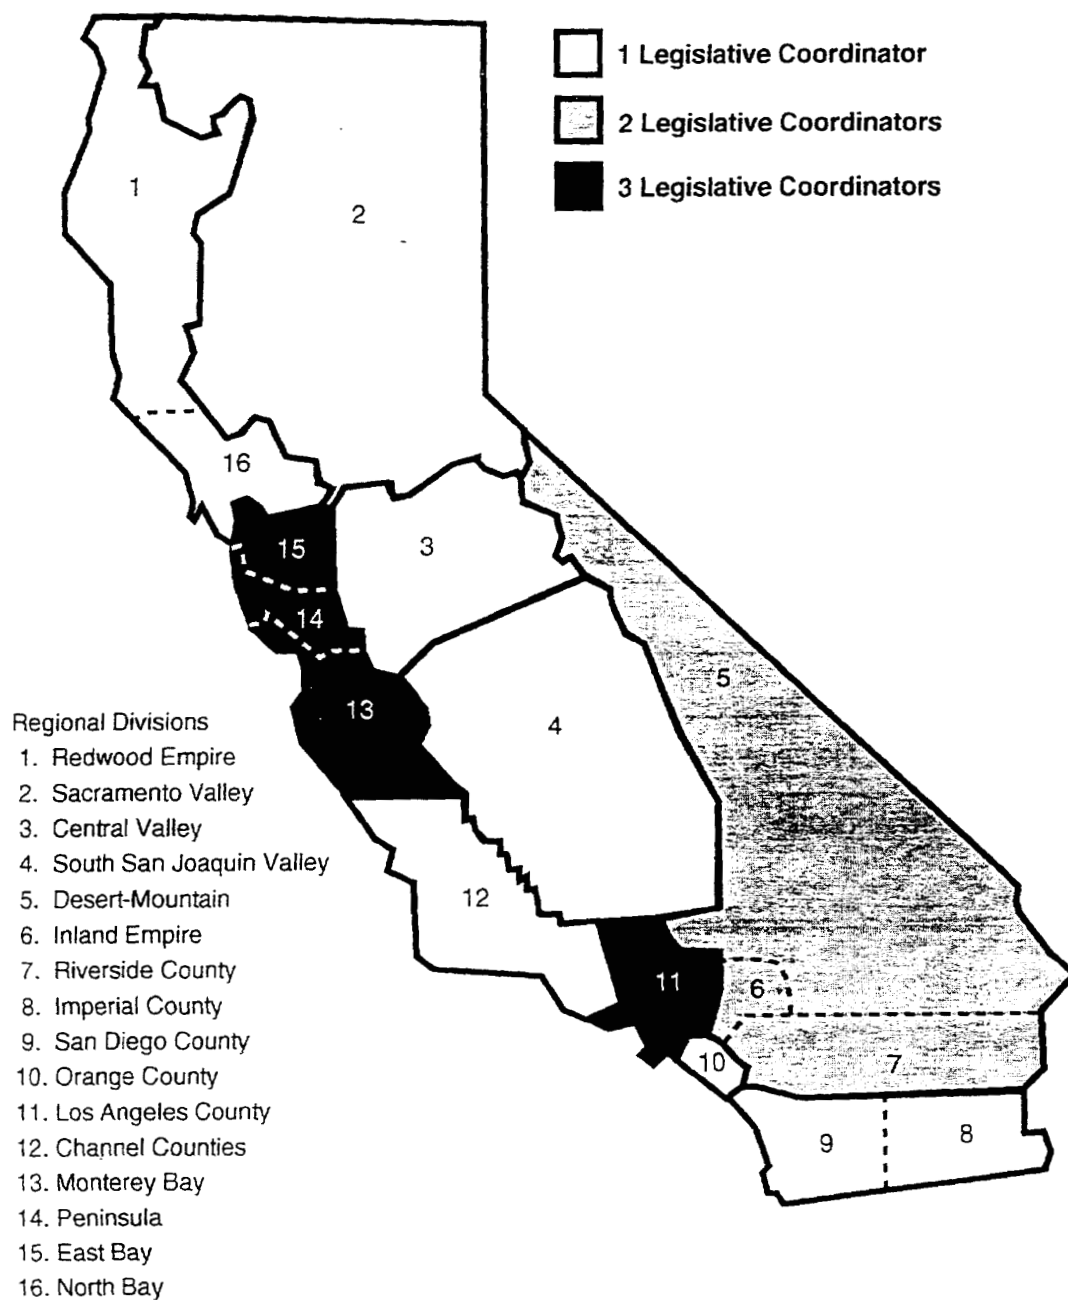 1 Legislative Coordinator
2 Legislative Coordinators
3 Legislative Coordinators
1
2
16
15
3
14
5
13
4
12
11
6
10
7
9
8
Regional Divisions
1. Redwood Empire
2. Sacramento Valley
3. Central Valley
4. South San Joaquin Valley
5. Desert-Mountain
6. Inland Empire
7. Riverside County
8. Imperial County
9. San Diego County
10. Orange County
11. Los Angeles County
12. Channel Counties
13. Monterey Bay
14. Peninsula
15. East Bay
16. North Bay